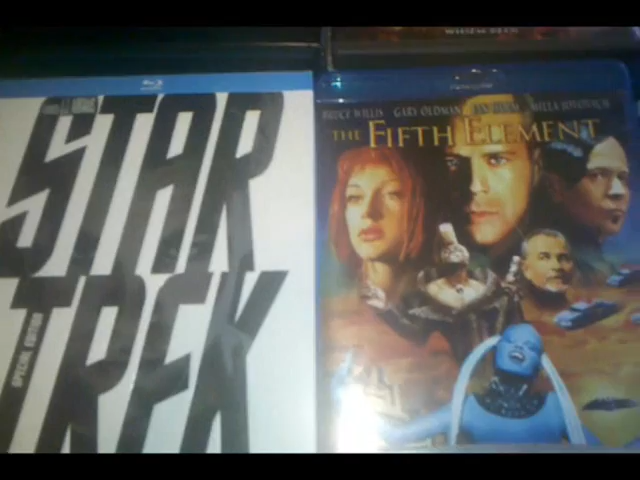 STAR
TREK
SPECIAL EDITION
BRUCE WILLIS GARY OLDMAN IAN HOLM MILLA JOVOVICH
THE FIFTH ELEMENT